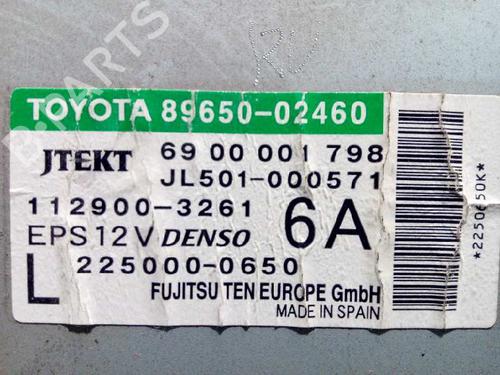 TOYOTA 89650-02460
JTEKT 69 00 001 798
JL501-000571
112900-3261 6A
EPS 12V DENSO
L 225000-0650
FUJITSU TEN EUROPE GmbH
MADE IN SPAIN
*2250650K*
B-PARTS